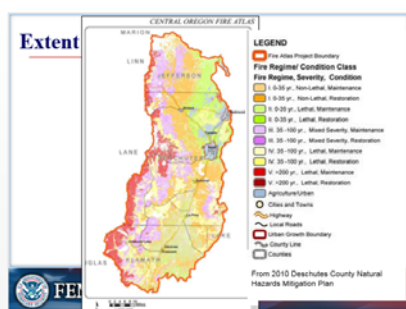 CENTRAL OREGON FIRE ATLAS
Extent
MARION
LINN
JEFFERSON
LANE
DESCHUTES
KLAMATH
LEGEND
Fire Atlas Project Boundary
Fire Regime/ Condition Class
Fire Regime, Severity, Condition
I. 0-35 yr., Non-Lethal, Maintenance
I. 0-35 yr., Non-Lethal, Restoration
II. 0-35 yr., Lethal, Maintenance
II. 0-35 yr., Lethal, Restoration
III. 35-100 yr., Mixed Severity, Maintenance
III. 35-100 yr., Mixed Severity, Restoration
IV. 35-100 yr., Lethal, Maintenance
IV. 35-100 yr., Lethal, Restoration
V. >200 yr., Lethal, Maintenance
V. >200 yr., Lethal, Restoration
Agriculture/Urban
Cities and Towns
Highway
Local Roads
Urban Growth Boundary
County Line
Counties
From 2010 Deschutes County Natural
Hazards Mitigation Plan